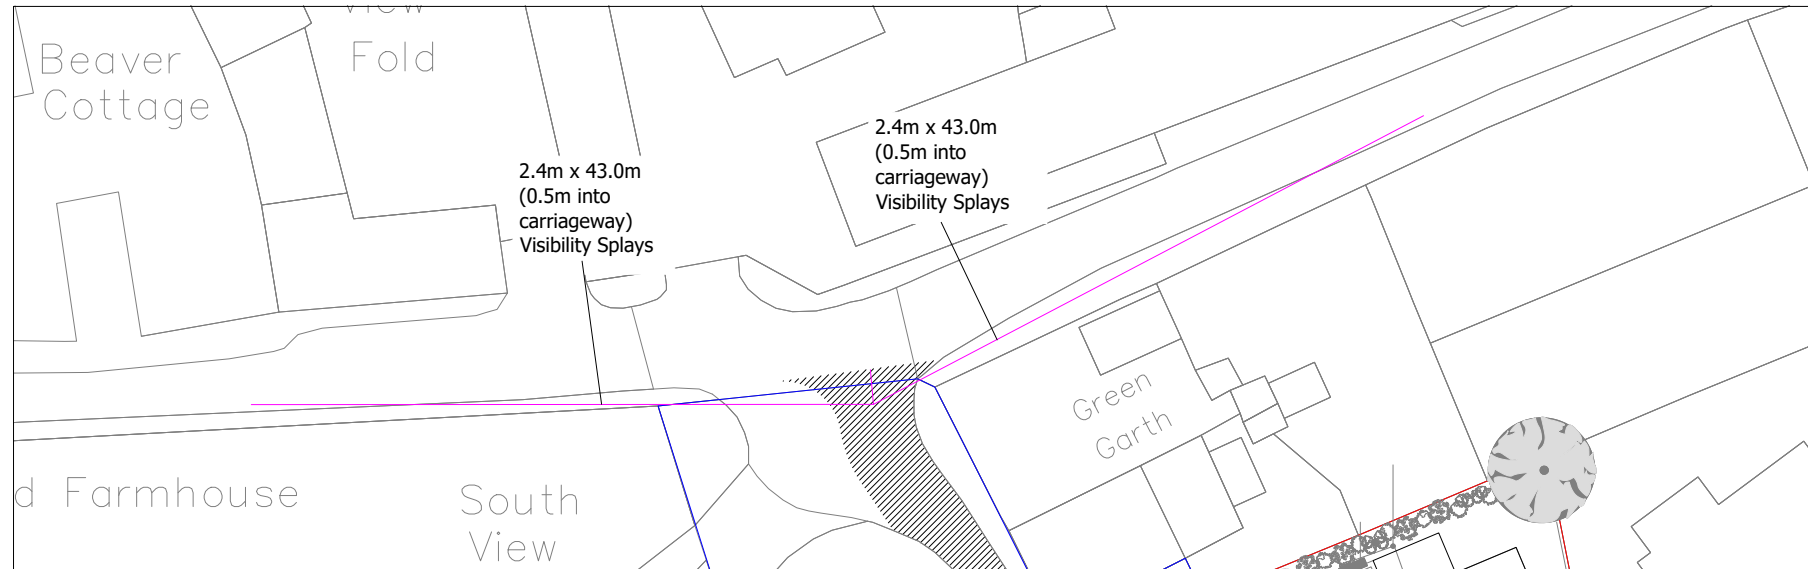 View
Fold
Beaver
Cottage
2.4m x 43.0m
(0.5m into
carriageway)
Visibility Splays
2.4m x 43.0m
(0.5m into
carriageway)
Visibility Splays
Green
Garth
d Farmhouse
South
View